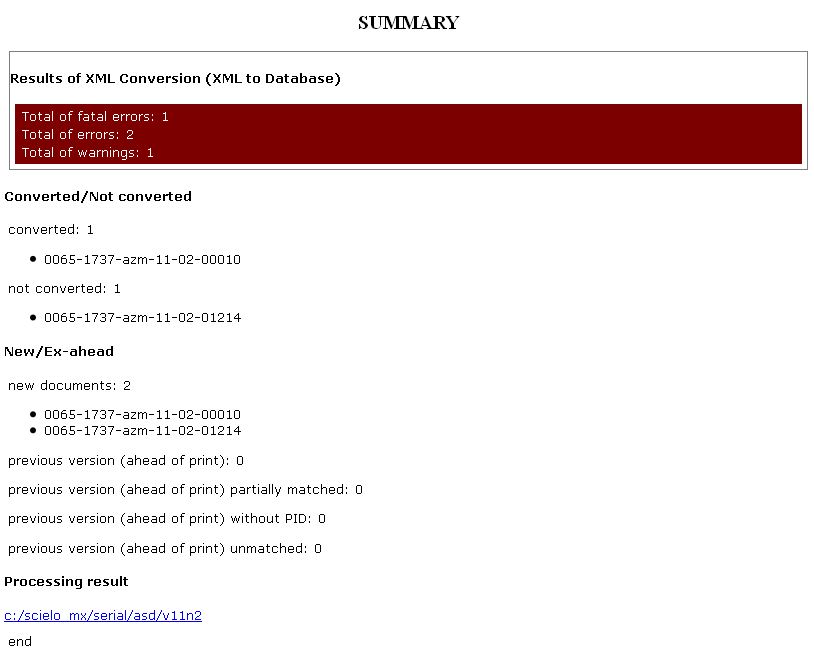 SUMMARY
Results of XML Conversion (XML to Database)
Total of fatal errors: 1
Total of errors: 2
Total of warnings: 1
Converted/Not converted
converted: 1
0065-1737-azm-11-02-00010
not converted: 1
0065-1737-azm-11-02-01214
New/Ex-ahead
new documents: 2
0065-1737-azm-11-02-00010
0065-1737-azm-11-02-01214
previous version (ahead of print): 0
previous version (ahead of print) partially matched: 0
previous version (ahead of print) without PID: 0
previous version (ahead of print) unmatched: 0
Processing result
c:/scielo_mx/serial/asd/v11n2
end